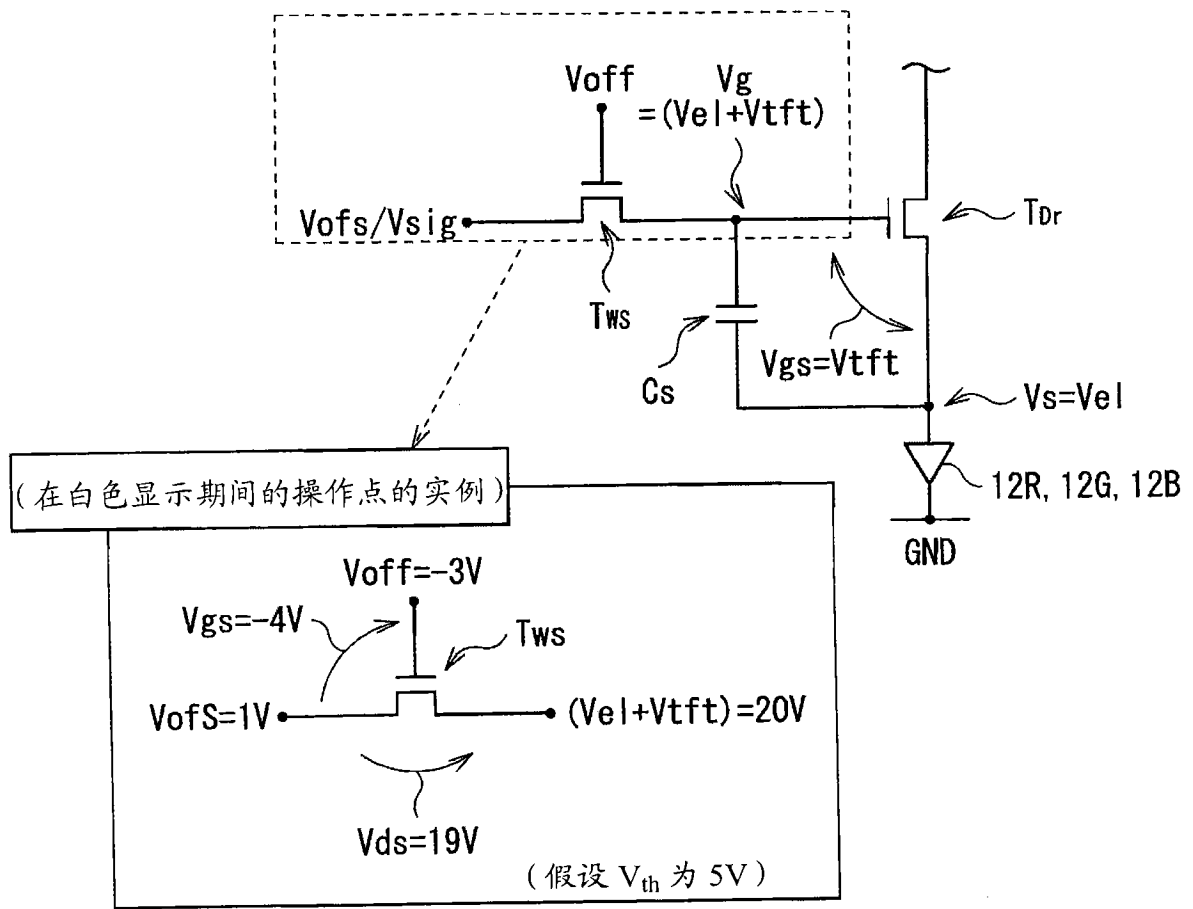 Voff
Vg
=(Vel+Vtft)
Vofs/Vsig
TWS
TDr
Cs
Vgs=Vtft
Vs=Vel
12R, 12G, 12B
GND
(在白色显示期间的操作点的实例)
Voff=-3V
Vgs=-4V
Tws
VofS=1V
(Vel+Vtft)=20V
Vds=19V
(假设 Vth 为 5V)